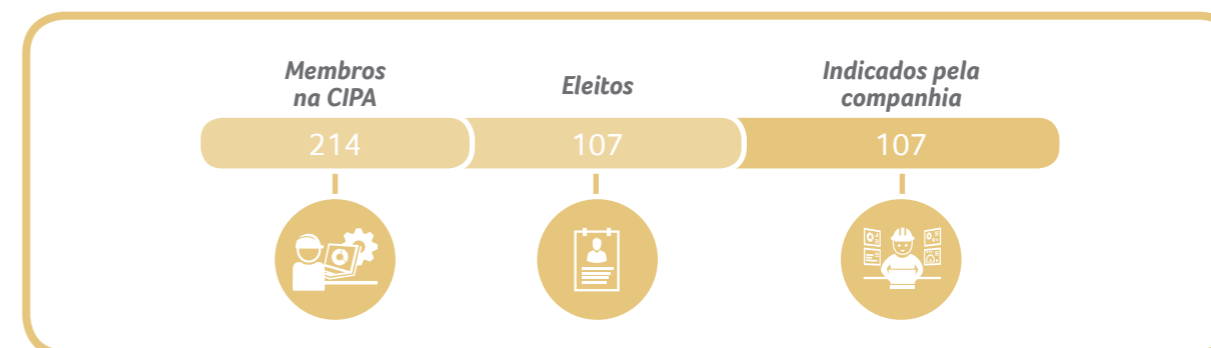 Membros
na CIPA
Eleitos
Indicados pela
companhia
214
107
107